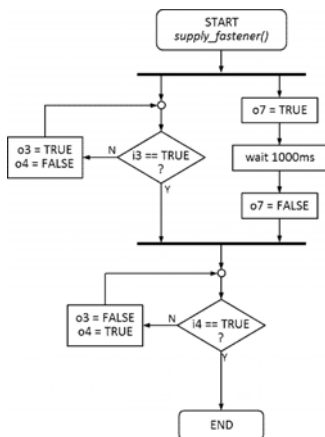 START
supply_fastener()
o7 = TRUE
o3 = TRUE
o4 = FALSE
N
i3 == TRUE
?
wait 1000ms
Y
o7 = FALSE
o3 = FALSE
o4 = TRUE
N
i4 == TRUE
?
Y
END